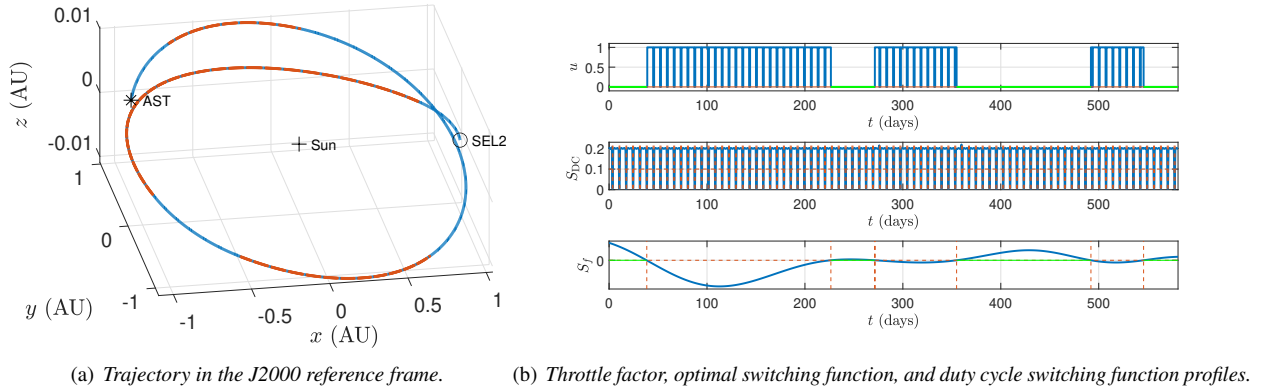 0.01
0
-0.01
z (AU)
1
0
-1
y (AU)
-1
-0.5
0
0.5
1
x (AU)
AST
Sun
SEL2
(a) Trajectory in the J2000 reference frame.
1
0.5
0
u
0 100 200 300 400 500
t (days)
0.2
0.1
0
S_DC
0 100 200 300 400 500
t (days)
0
S_f
0 100 200 300 400 500
t (days)
(b) Throttle factor, optimal switching function, and duty cycle switching function profiles.